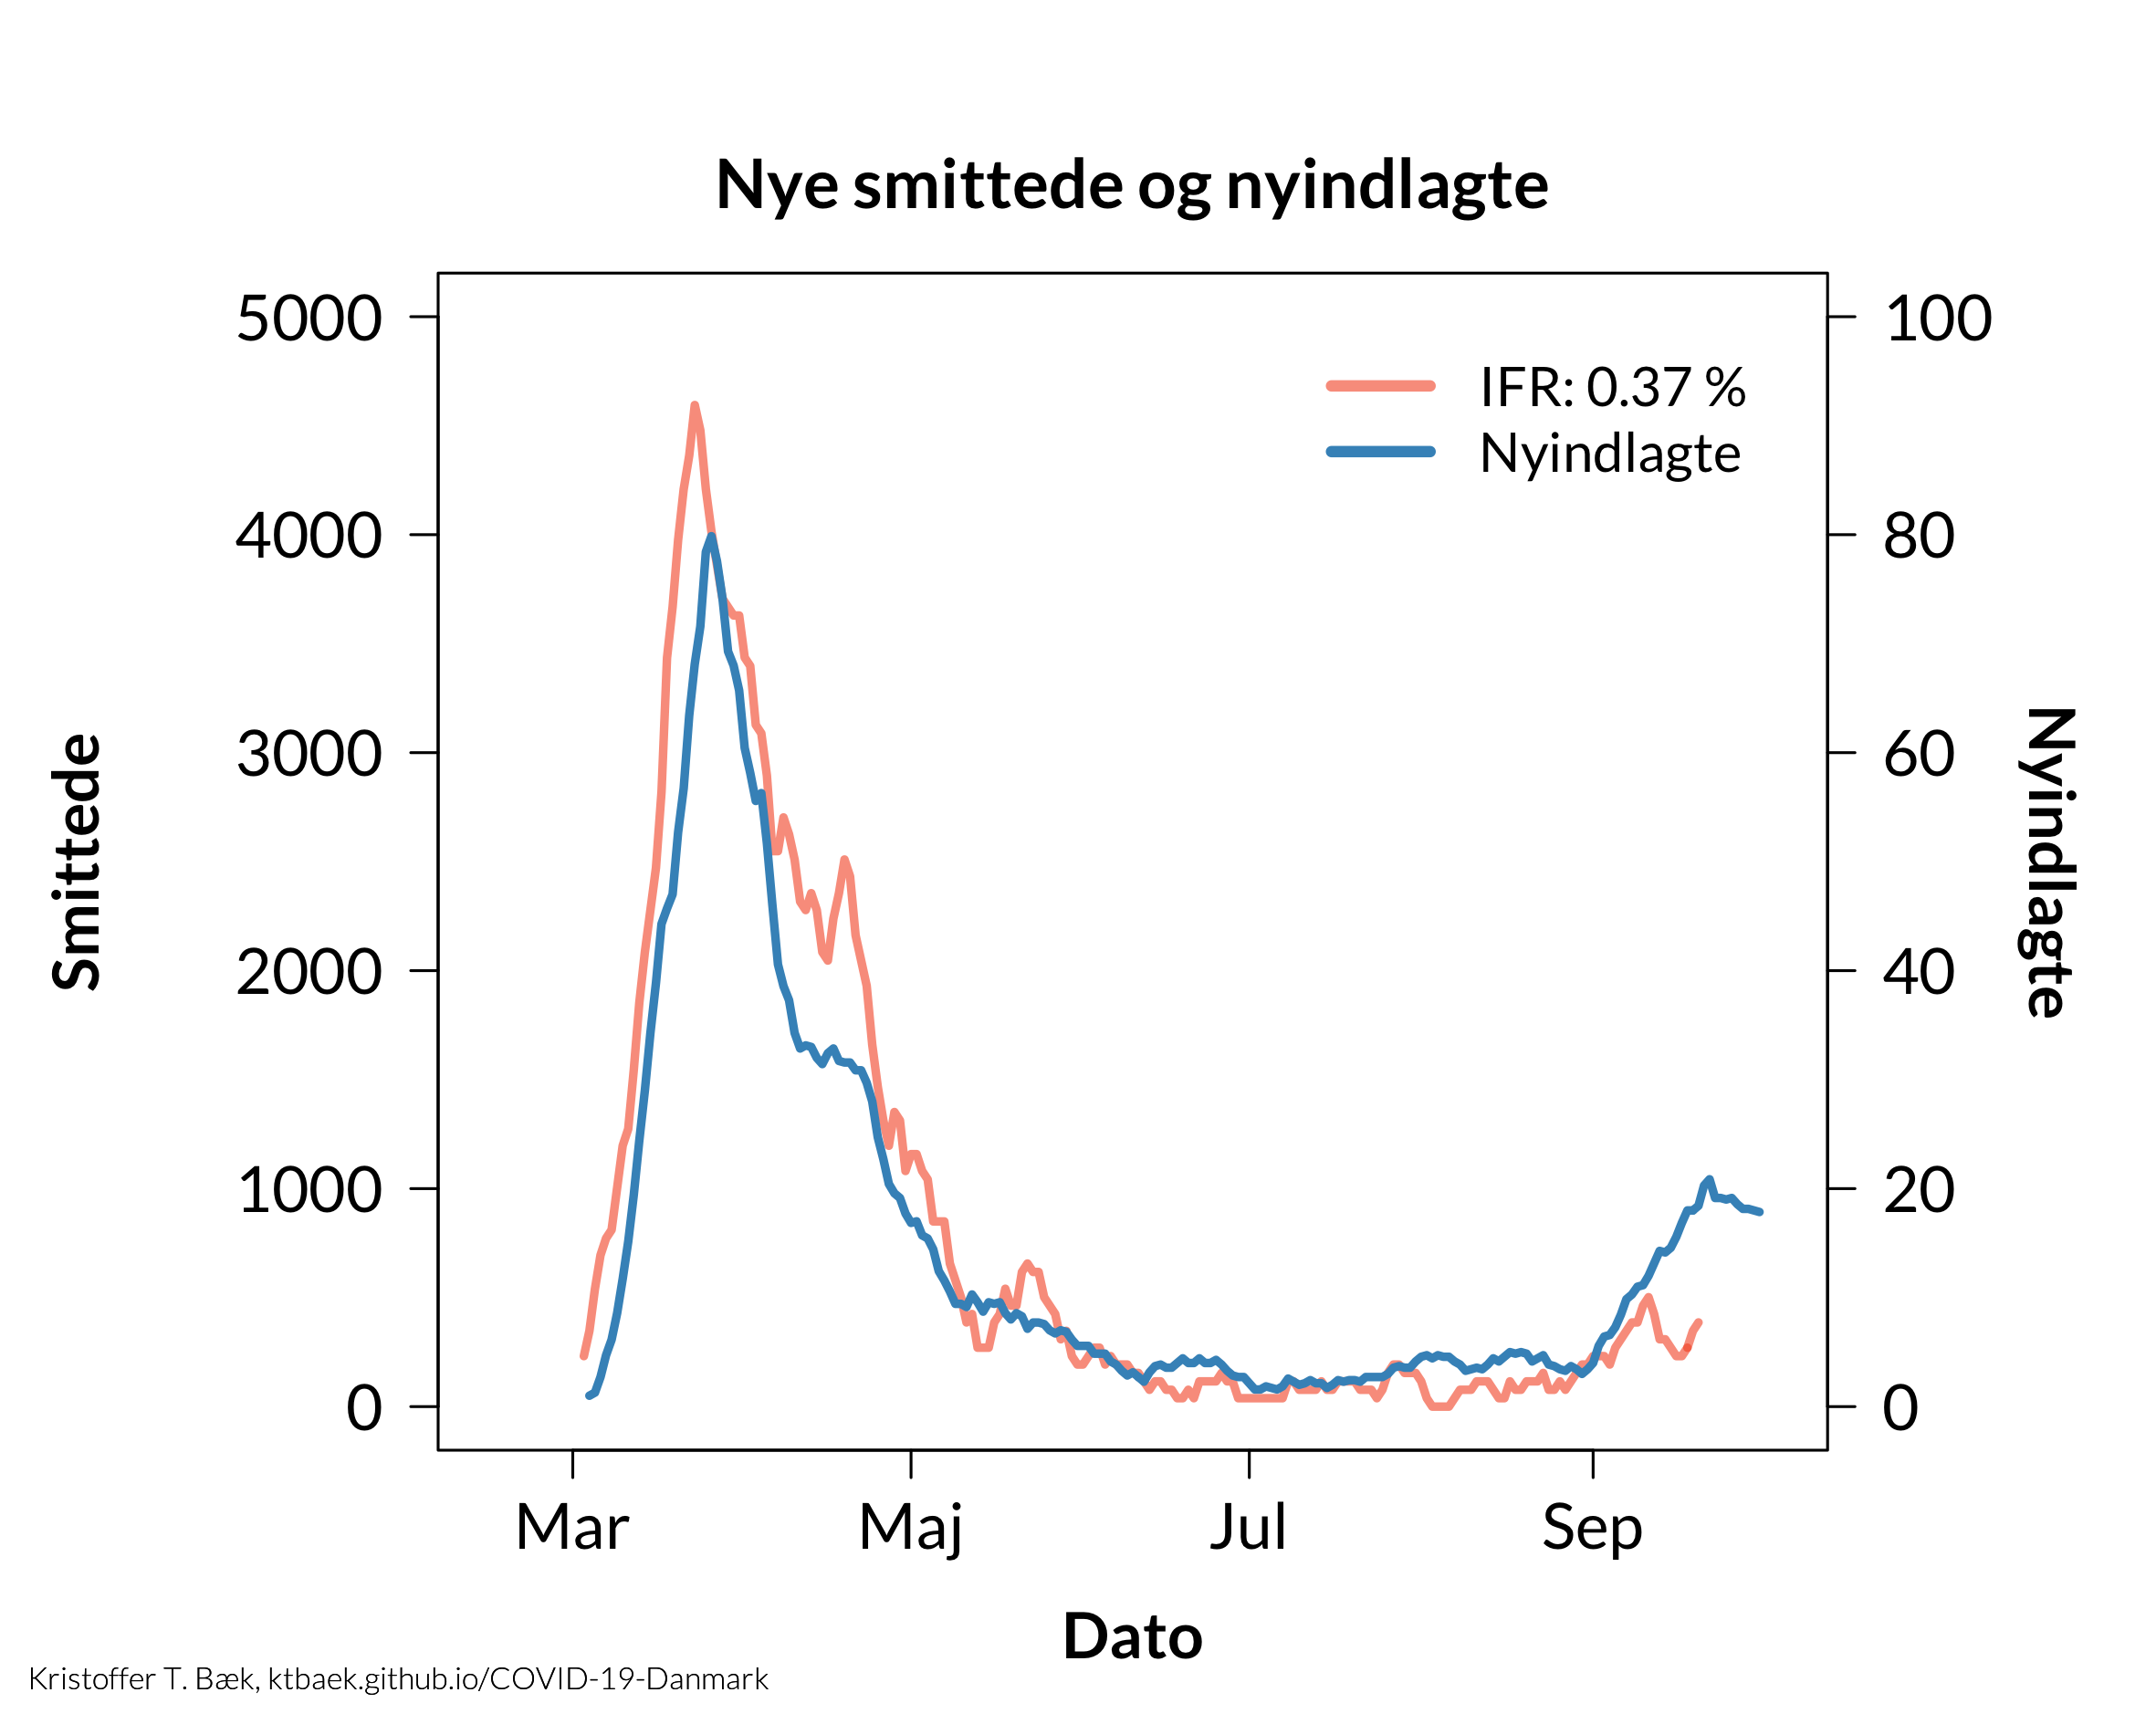 Nye smittede og nyindlagte
5000
4000
3000
2000
1000
0
Smittede
100
80
60
40
20
0
Nyindlagte
IFR: 0.37 %
Nyindlagte
Mar
Maj
Jul
Sep
Dato
Kristoffer T. Bæk, ktbaek.github.io/COVID-19-Danmark